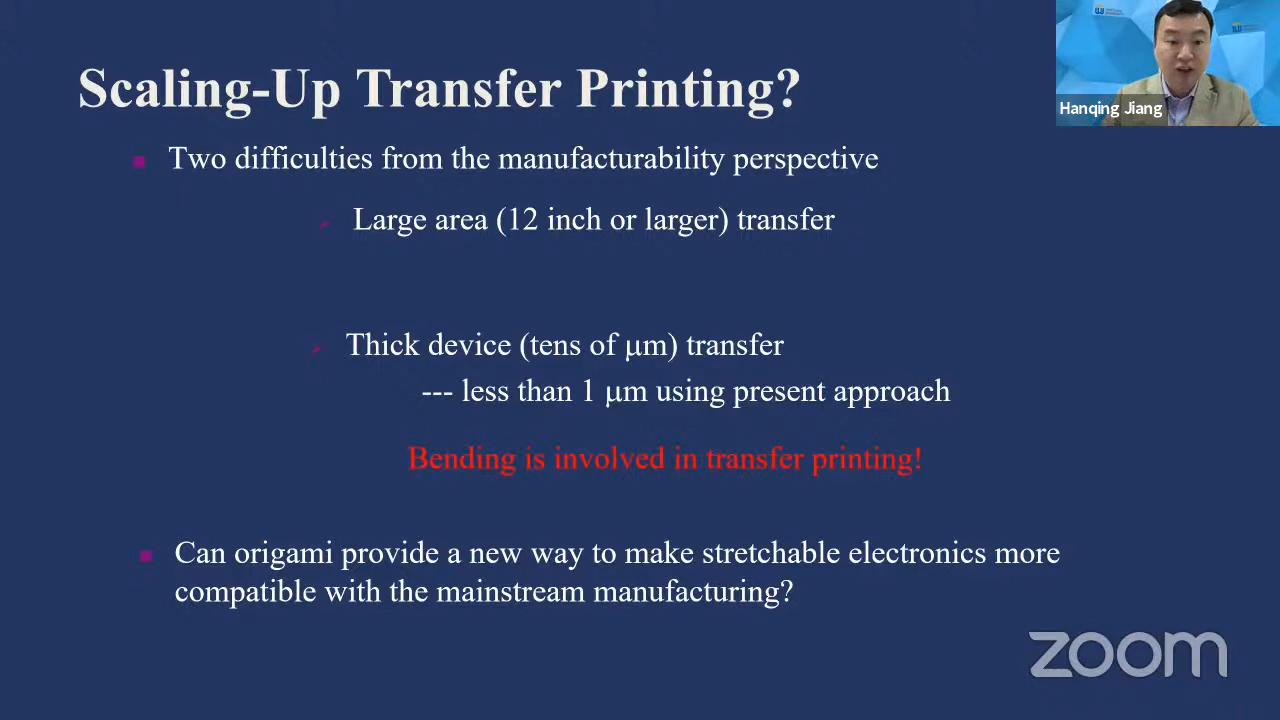 Scaling-Up Transfer Printing?
Hanqing Jiang
Two difficulties from the manufacturability perspective
Large area (12 inch or larger) transfer
Thick device (tens of μm) transfer
--- less than 1 μm using present approach
Bending is involved in transfer printing!
Can origami provide a new way to make stretchable electronics more
compatible with the mainstream manufacturing?
zoom